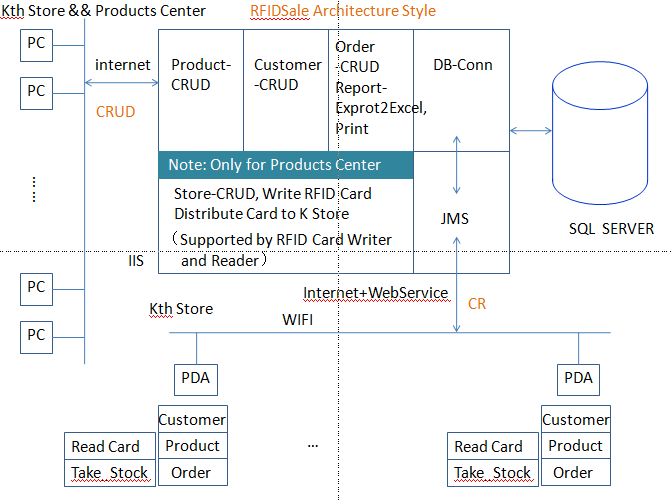 Kth Store && Products Center
RFIDSale Architecture Style
PC
PC
PC
PC
internet
CRUD
Product-
CRUD
Customer
-CRUD
Order
-CRUD
Report-
Exprot2Excel,
Print
DB-Conn
Note: Only for Products Center
Store-CRUD, Write RFID Card
Distribute Card to K Store
（Supported by RFID Card Writer
and Reader）
JMS
SQL SERVER
IIS
Internet+WebService
CR
Kth Store
WIFI
PDA
Customer
Read Card
Product
Take_Stock
Order
...
PDA
Customer
Read Card
Product
Take_Stock
Order